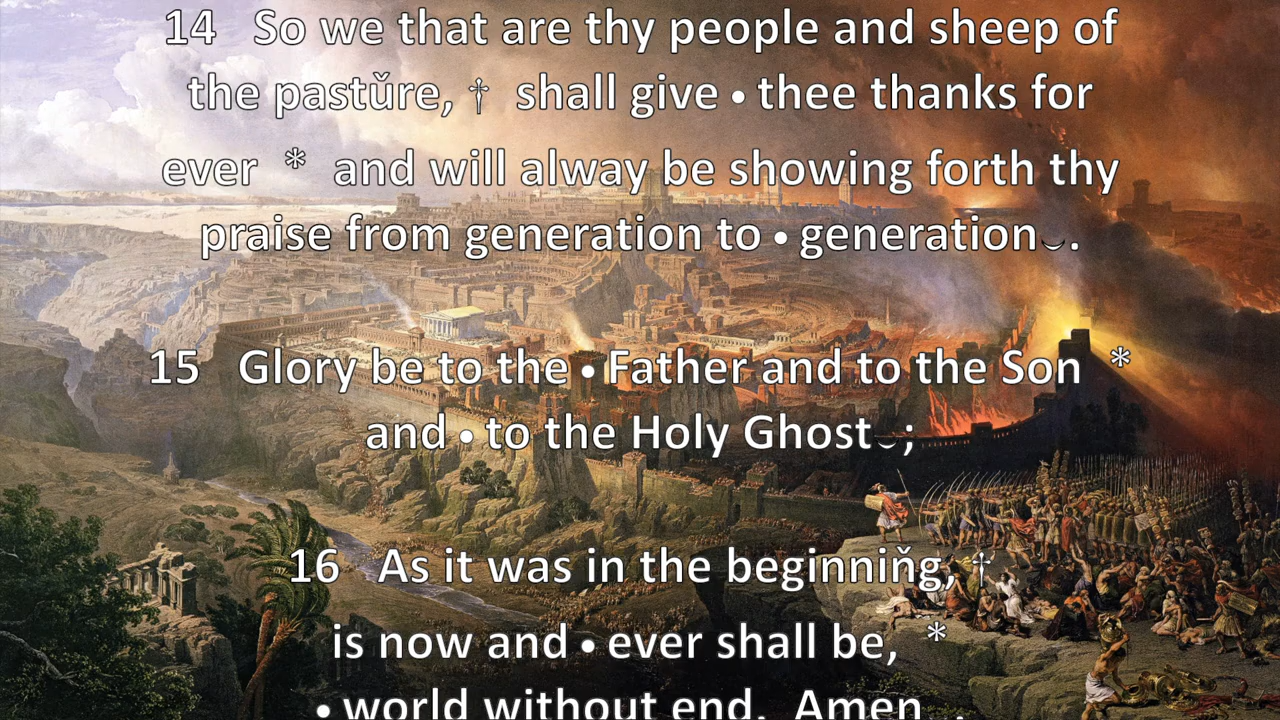 14 So we that are thy people and sheep of
the pastŭre, † shall give • thee thanks for
ever * and will alway be showing forth thy
praise from generation to • generation‿.
15 Glory be to the • Father and to the Son *
and • to the Holy Ghost‿;
16 As it was in the beginniňg, †
is now and • ever shall be, *
• world without end. Amen‿.